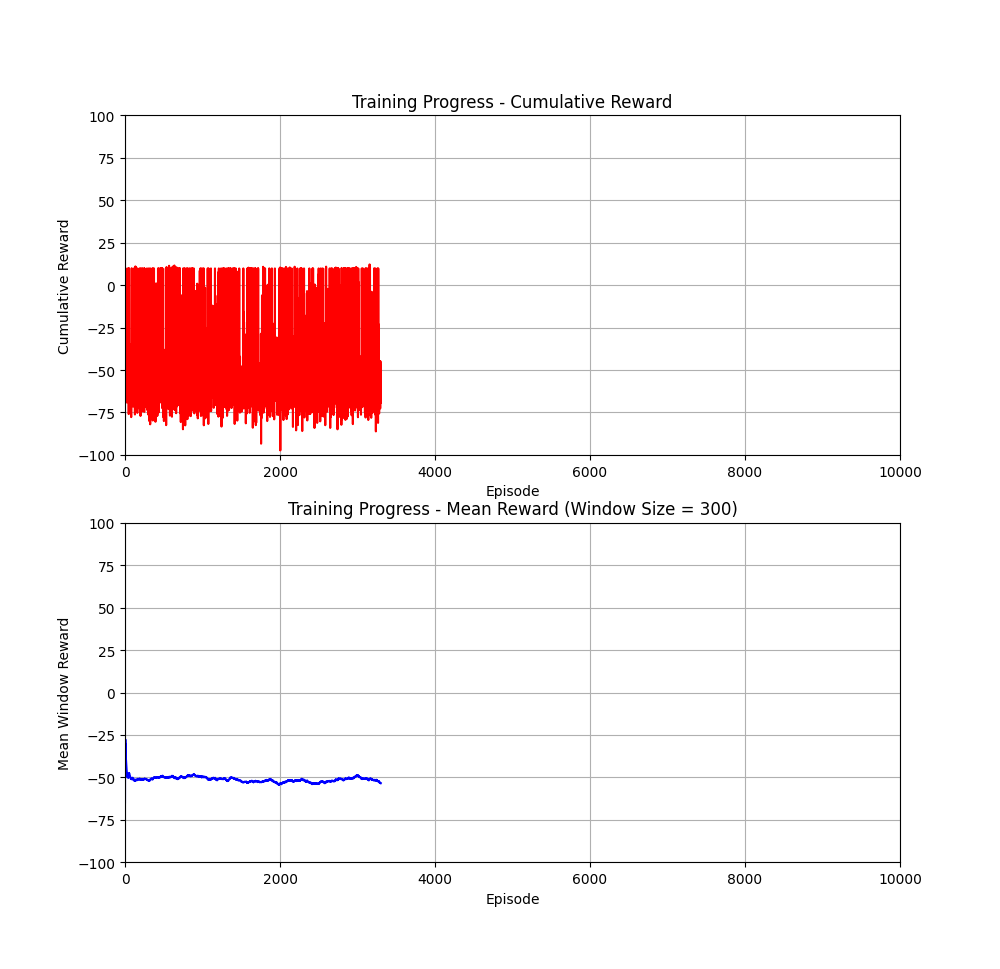 Training Progress - Cumulative Reward
100
75
50
25
0
−25
−50
−75
−100
Cumulative Reward
0 2000 4000 6000 8000 10000
Episode
Training Progress - Mean Reward (Window Size = 300)
100
75
50
25
0
−25
−50
−75
−100
Mean Window Reward
0 2000 4000 6000 8000 10000
Episode